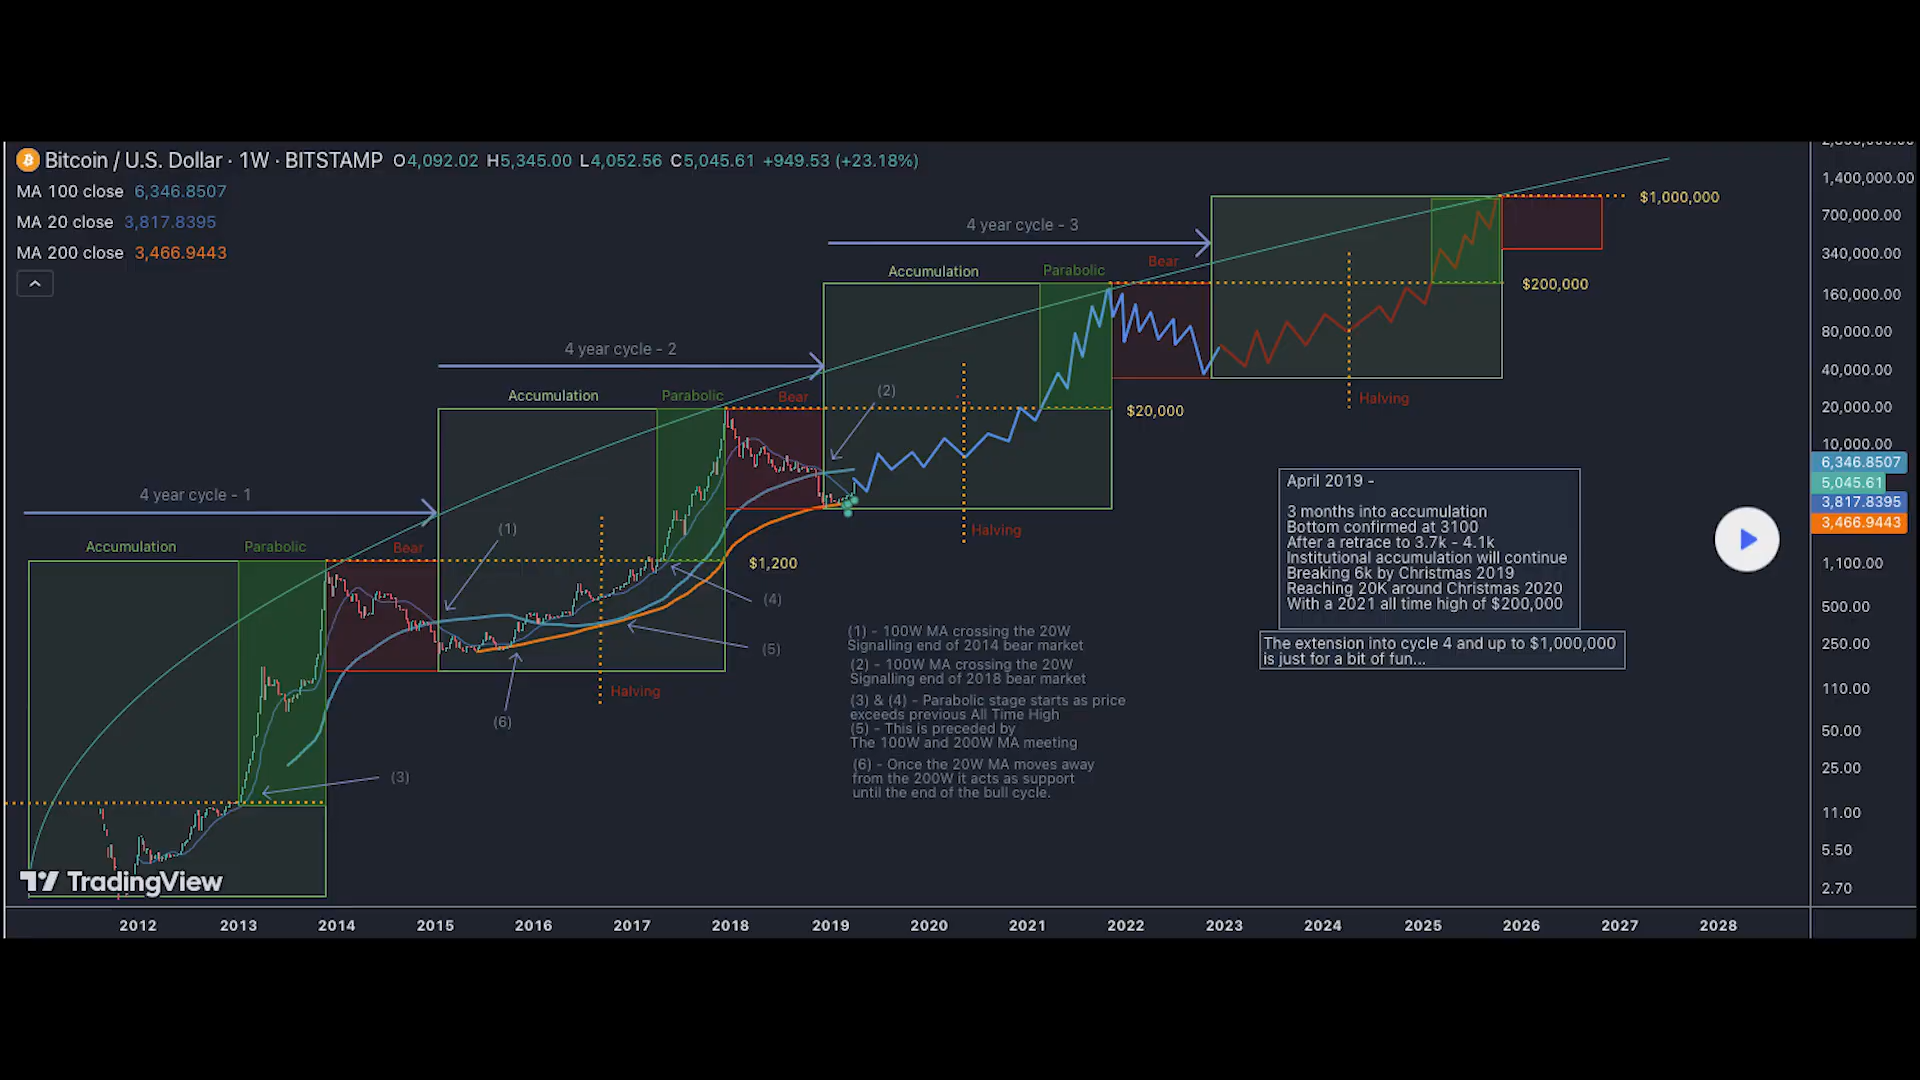 Bitcoin / U.S. Dollar · 1W · BITSTAMP O4,092.02 H5,345.00 L4,052.56 C5,045.61 +949.53 (+23.18%)
MA 100 close 6,346.8507
MA 20 close 3,817.8395
MA 200 close 3,466.9443
4 year cycle - 1
Accumulation
Parabolic
Bear
4 year cycle - 2
Accumulation
Parabolic
Bear
4 year cycle - 3
Accumulation
Parabolic
Bear
(1)
(2)
(3)
(4)
(5)
(6)
Halving
Halving
Halving
$1,200
$20,000
$200,000
$1,000,000
(1) - 100W MA crossing the 20W
Signalling end of 2014 bear market
(2) - 100W MA crossing the 20W
Signalling end of 2018 bear market
(3) & (4) - Parabolic stage starts as price
exceeds previous All Time High
(5) - This is preceded by
The 100W and 200W MA meeting
(6) - Once the 20W MA moves away
from the 200W it acts as support
until the end of the bull cycle.
April 2019 -
3 months into accumulation
Bottom confirmed at 3100
After a retrace to 3.7k - 4.1k
Institutional accumulation will continue
Breaking 6k by Christmas 2019
Reaching 20K around Christmas 2020
With a 2021 all time high of $200,000
The extension into cycle 4 and up to $1,000,000
is just for a bit of fun...
1,400,000.00
700,000.00
340,000.00
160,000.00
80,000.00
40,000.00
20,000.00
10,000.00
6,346.8507
5,045.61
3,817.8395
3,466.9443
1,100.00
500.00
250.00
110.00
50.00
25.00
11.00
5.50
2.70
TradingView
2012 2013 2014 2015 2016 2017 2018 2019 2020 2021 2022 2023 2024 2025 2026 2027 2028